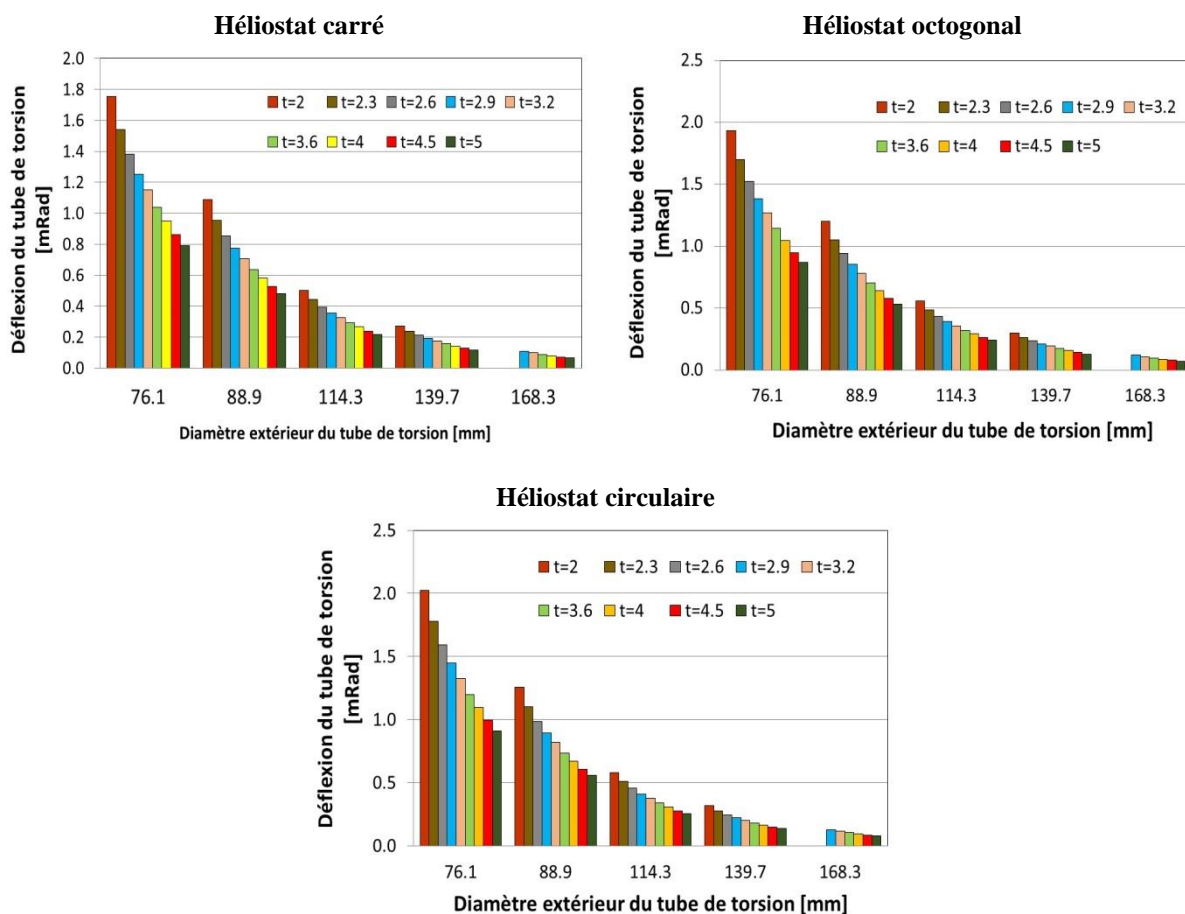 Héliostat carré
Déflexion du tube de torsion
[mRad]
2.0
1.8
1.6
1.4
1.2
1.0
0.8
0.6
0.4
0.2
0.0
t=2 t=2.3 t=2.6 t=2.9 t=3.2
t=3.6 t=4 t=4.5 t=5
76.1 88.9 114.3 139.7 168.3
Diamètre extérieur du tube de torsion [mm]
Héliostat octogonal
Déflexion du tube de torsion
[mRad]
2.5
2.0
1.5
1.0
0.5
0.0
t=2 t=2.3 t=2.6 t=2.9 t=3.2
t=3.6 t=4 t=4.5 t=5
76.1 88.9 114.3 139.7 168.3
Diamètre extérieur du tube de torsion [mm]
Héliostat circulaire
Déflexion du tube de torsion
[mRad]
2.5
2.0
1.5
1.0
0.5
0.0
t=2 t=2.3 t=2.6 t=2.9 t=3.2
t=3.6 t=4 t=4.5 t=5
76.1 88.9 114.3 139.7 168.3
Diamètre extérieur du tube de torsion [mm]